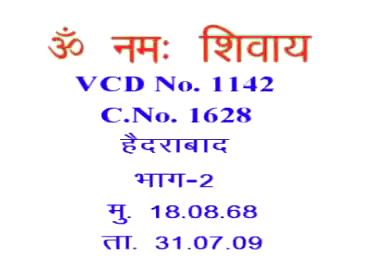 ॐ नमः शिवाय
VCD No. 1142
C.No. 1628
हैदराबाद
भाग-2
मु. 18.08.68
ता. 31.07.09